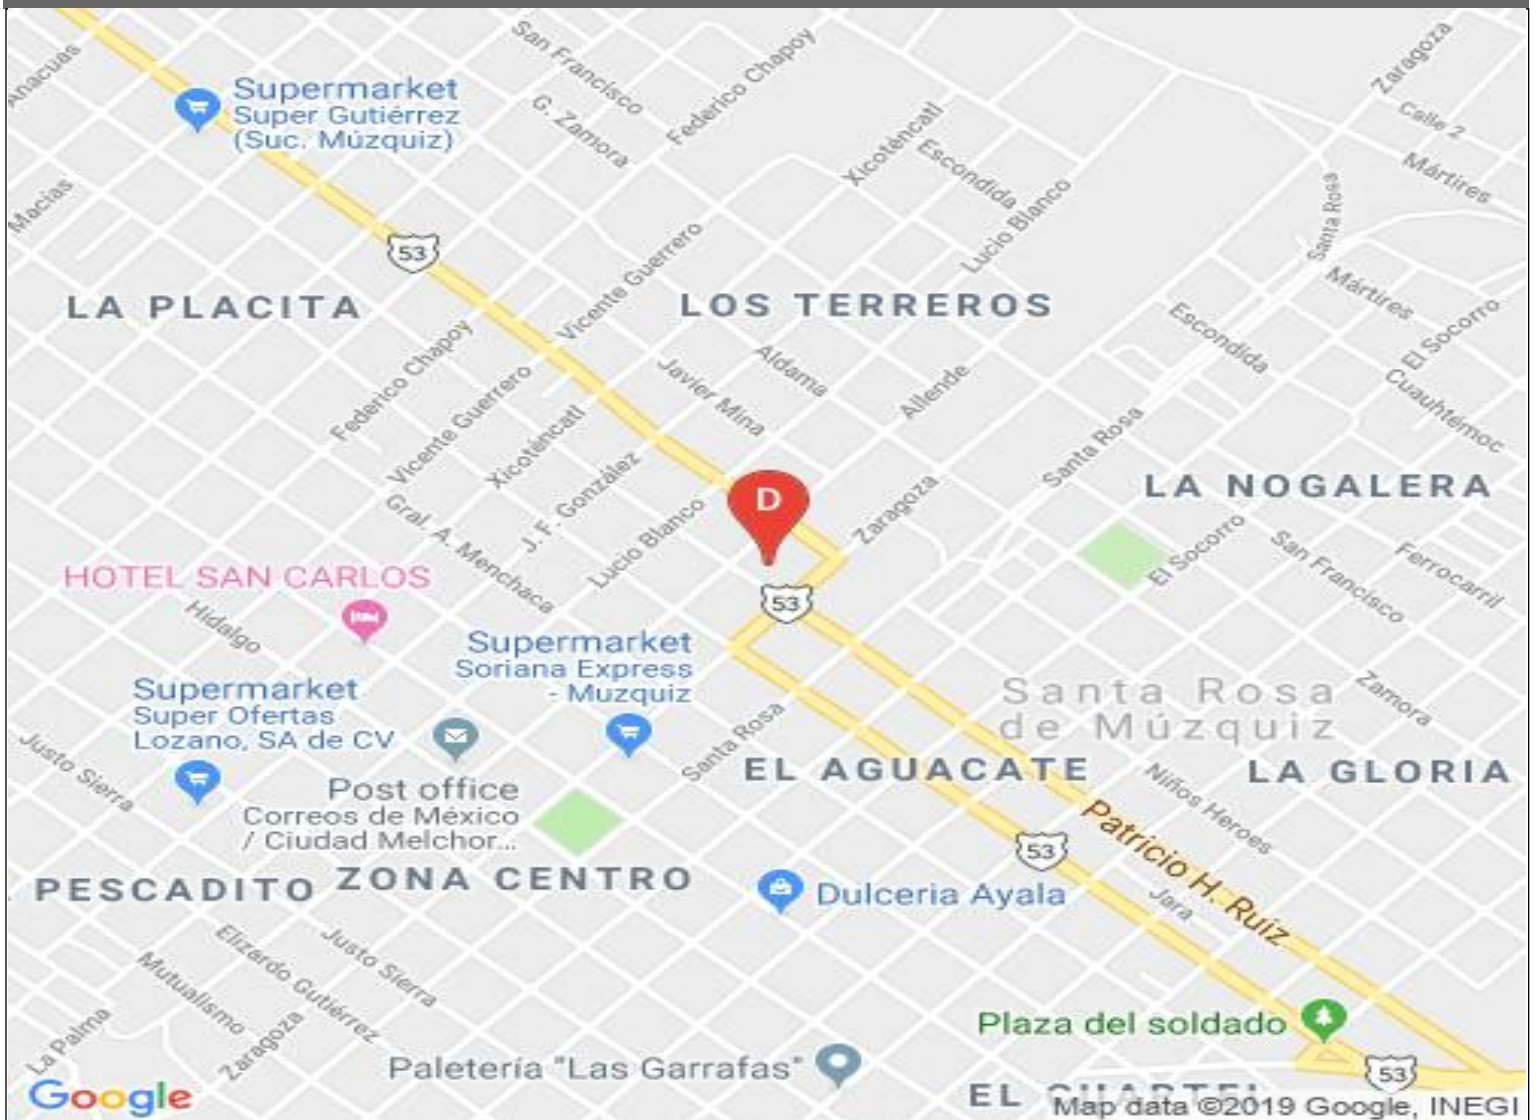 San Francisco
Federico Chapoy
Zaragoza
Anacuas
Supermarket
Super Gutiérrez
(Suc. Múzquiz)
G. Zamora
Xicoténcatl
Escondida
Calle 2
Mártires
Macías
Lucio Blanco
Santa Rosa
53
Vicente Guerrero
Mártires
LA PLACITA
LOS TERREROS
Escondida
El Socorro
Federico Chapoy
Javier Mina
Aldama
Allende
Cuauhtémoc
Vicente Guerrero
Xicoténcatl
Santa Rosa
J. F. González
LA NOGALERA
D
Zaragoza
Gral. A. Menchaca
Lucio Blanco
El Socorro
San Francisco
Ferrocarril
HOTEL SAN CARLOS
53
Hidalgo
Supermarket
Soriana Express
- Muzquiz
Supermarket
Super Ofertas
Lozano, SA de CV
Santa Rosa
de Múzquiz
Zamora
Justo Sierra
Santa Rosa
EL AGUACATE
LA GLORIA
Post office
Correos de México
/ Ciudad Melchor...
Niños Heroes
Patricio H. Ruiz
53
PESCADITO
ZONA CENTRO
Dulceria Ayala
Jara
Elizardo Gutiérrez
Justo Sierra
Mutualismo
Zaragoza
La Palma
Plaza del soldado
Paletería "Las Garrafas"
53
Google
EL CUARTEL
Map data ©2019 Google, INEGI